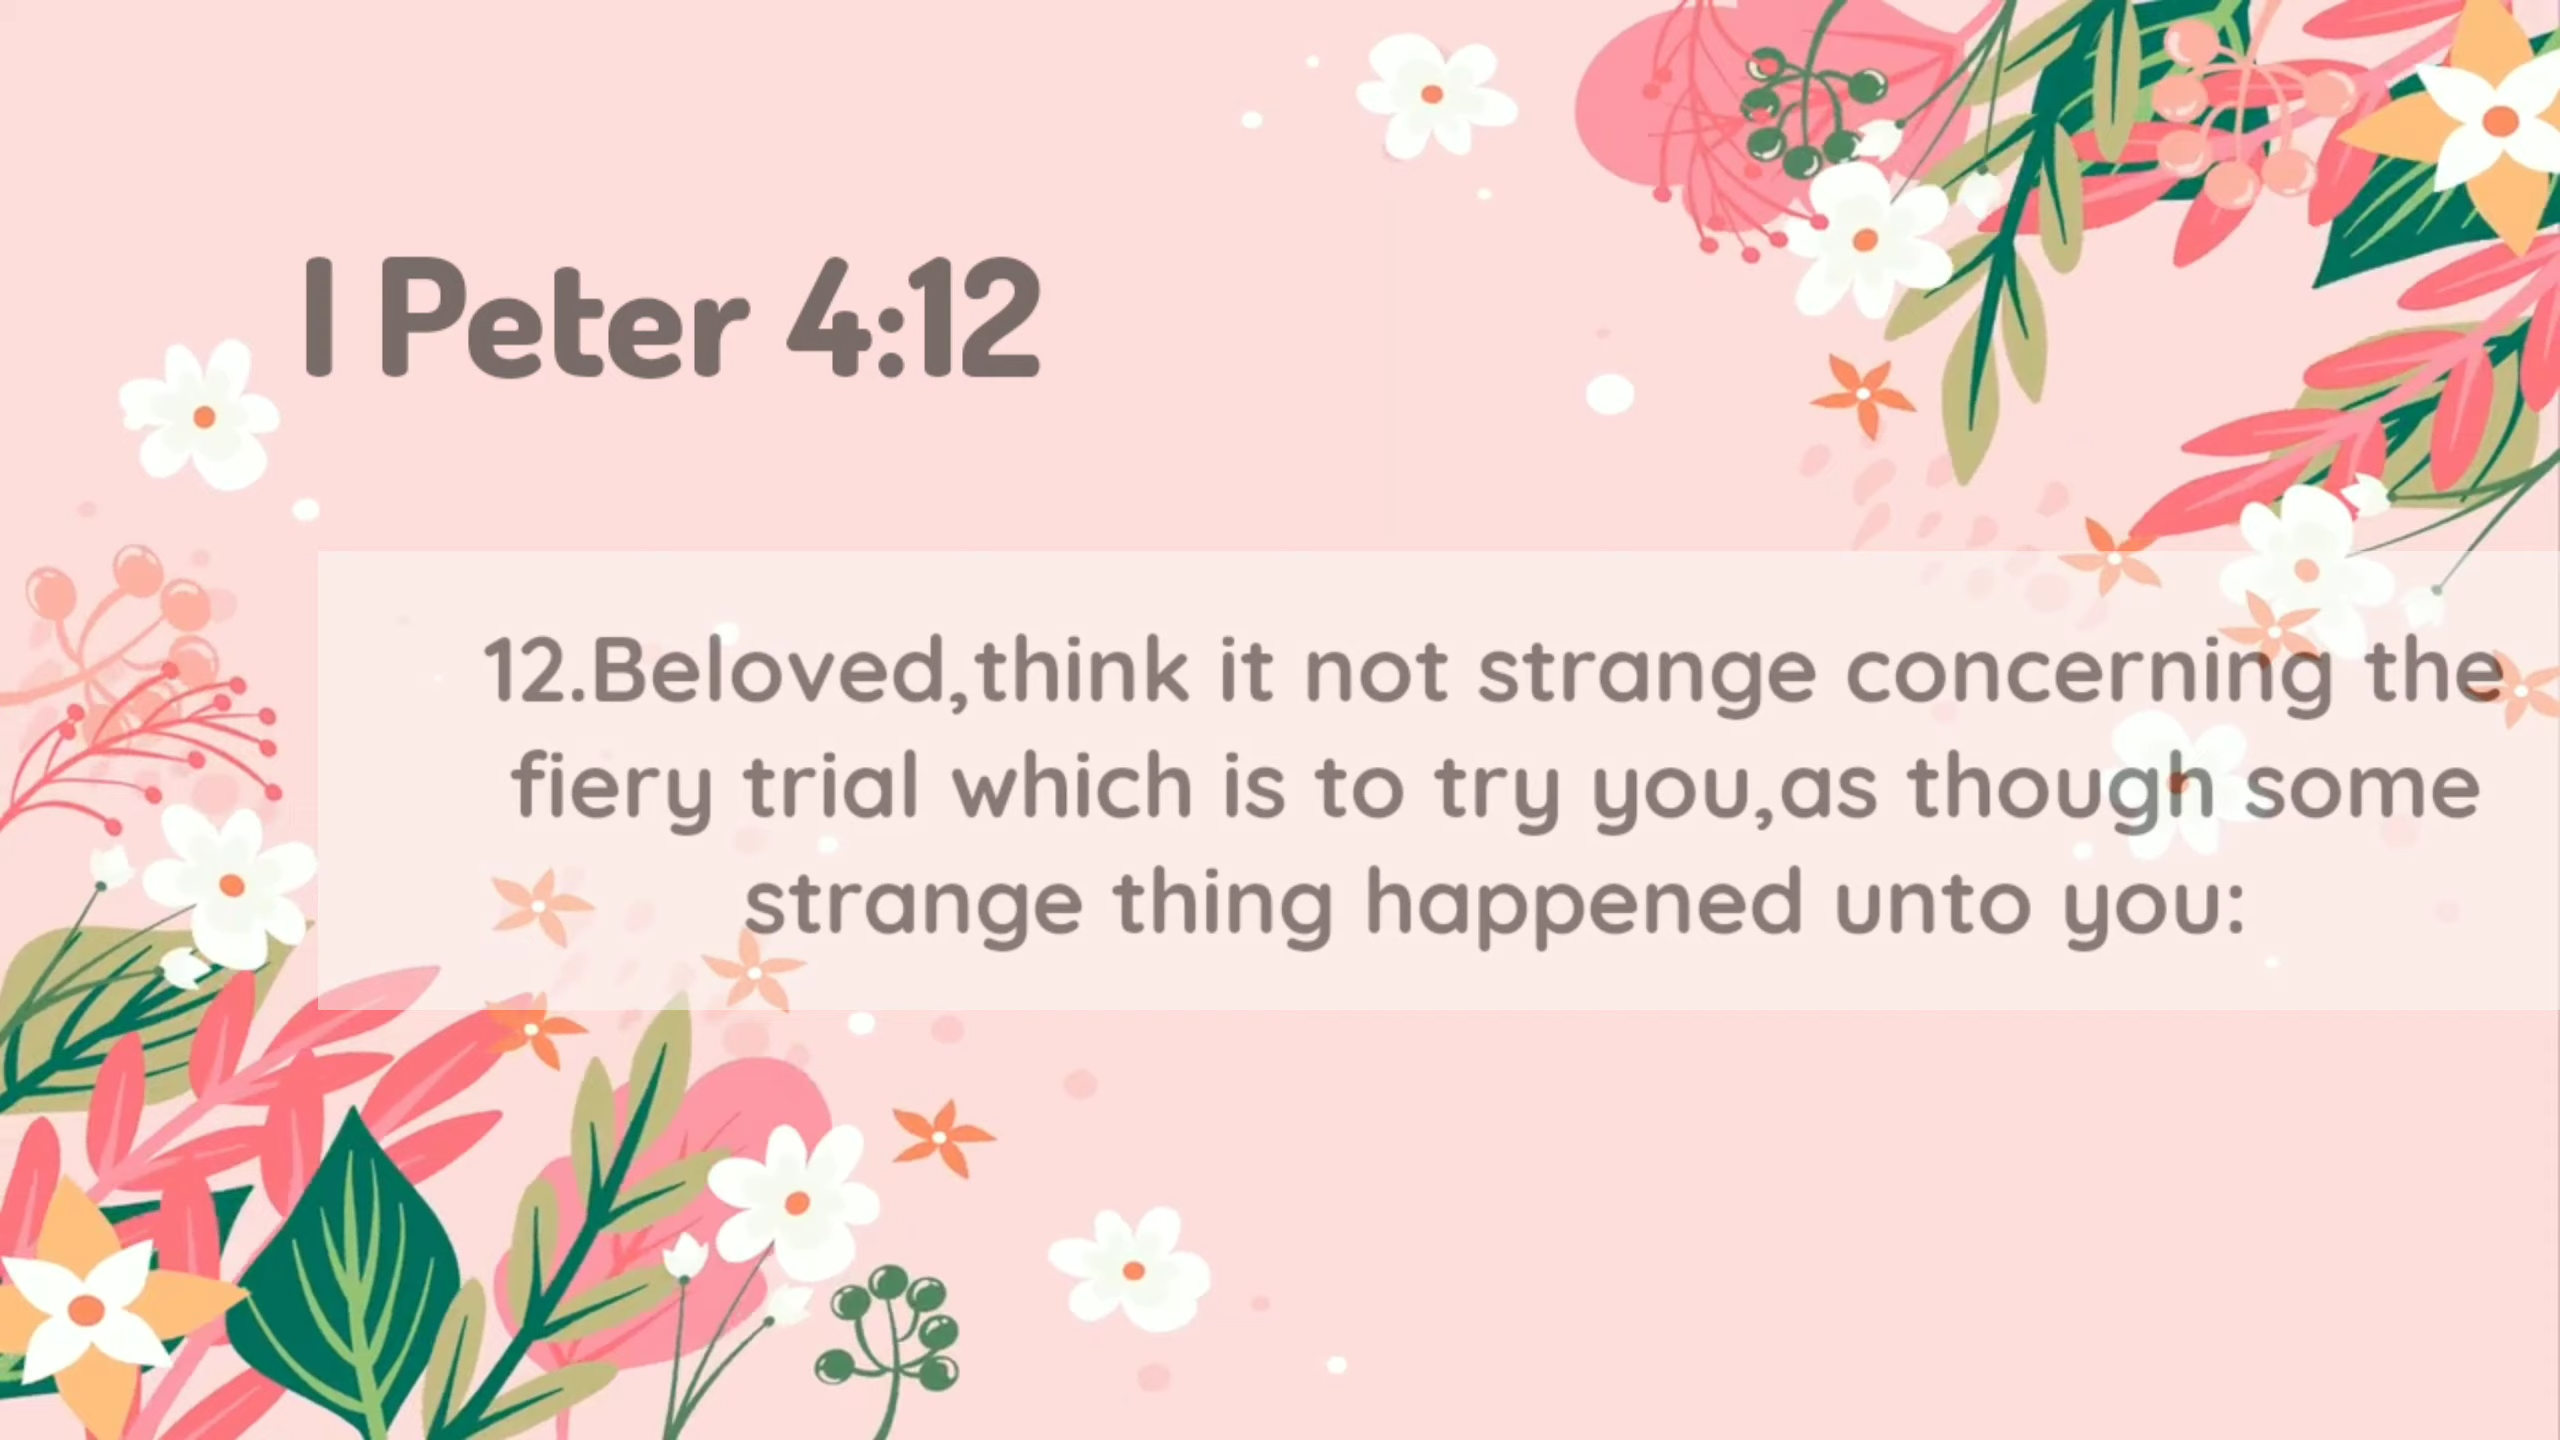 I Peter 4:12
12.Beloved,think it not strange concerning the
fiery trial which is to try you,as though some
strange thing happened unto you: